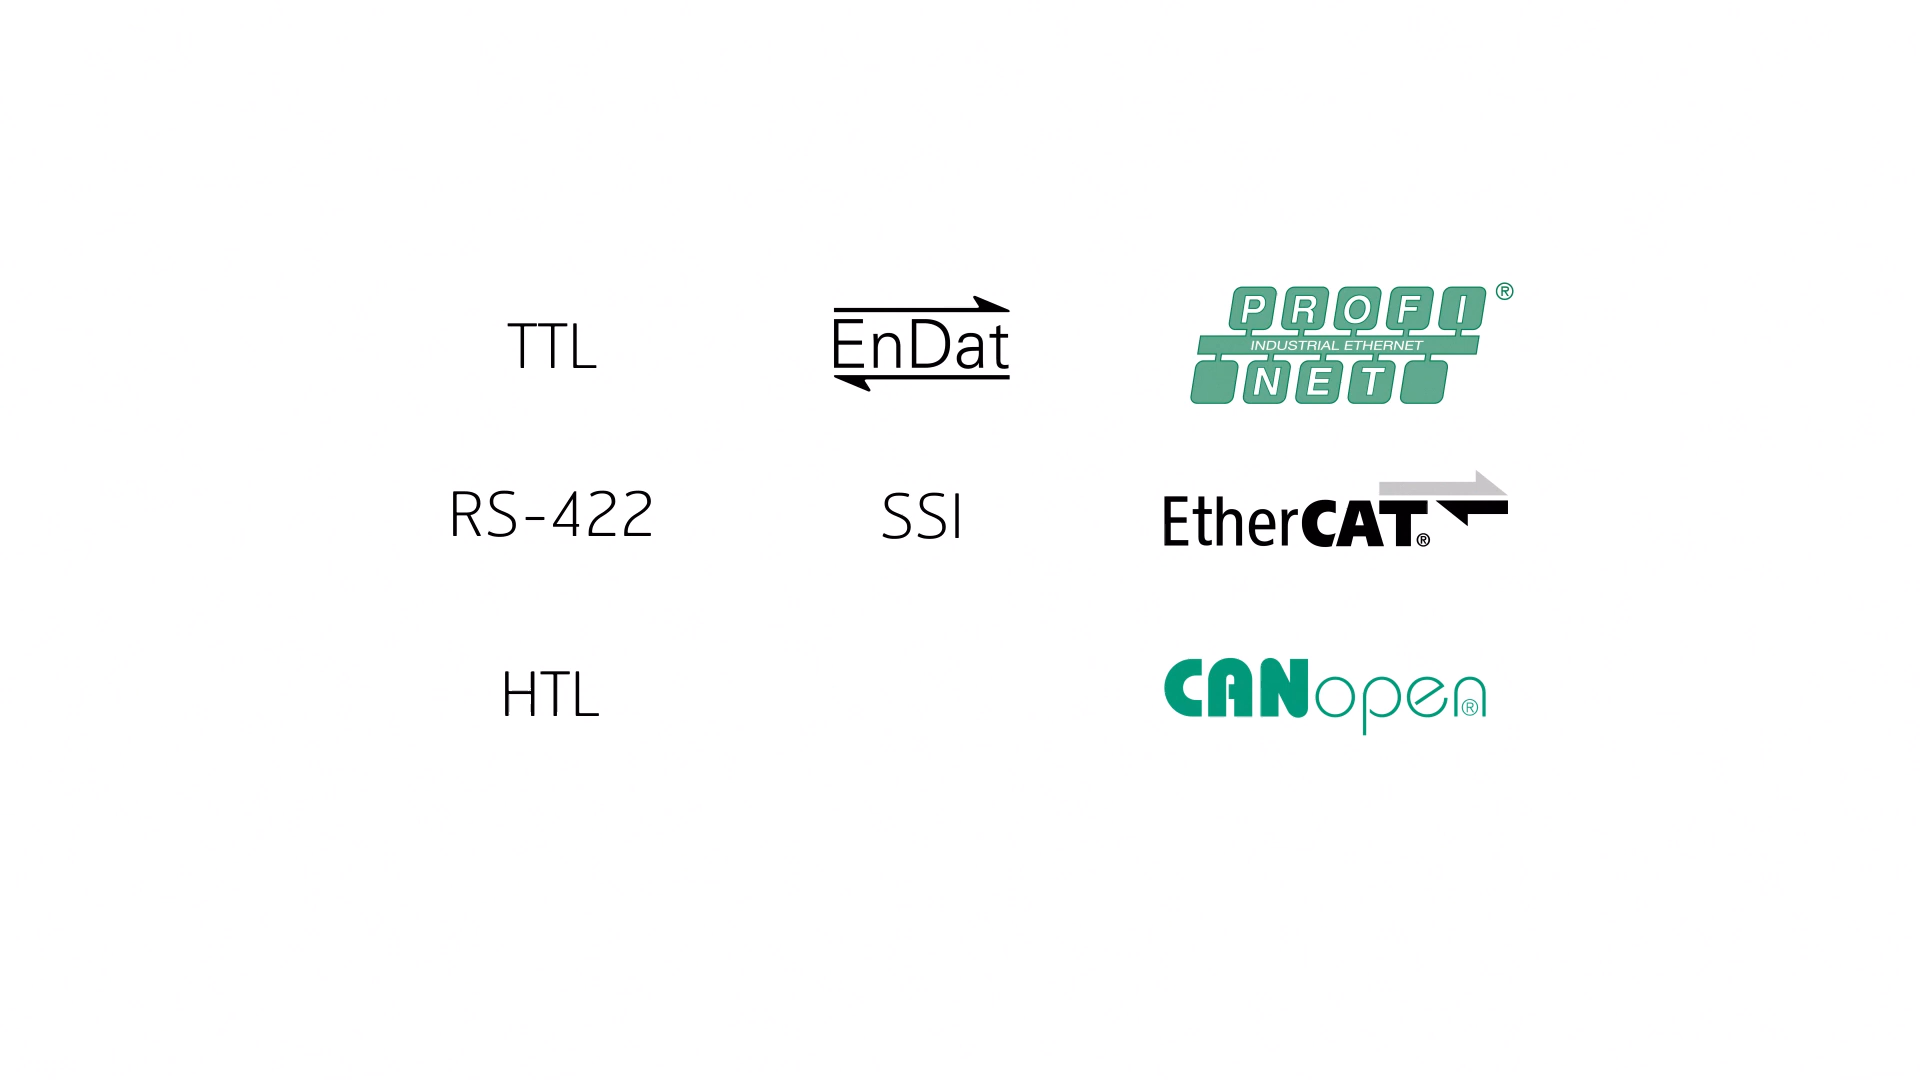 TTL
EnDat
PROFI®
INDUSTRIAL ETHERNET
NET
RS-422
SSI
EtherCAT®
HTL
CANopen®